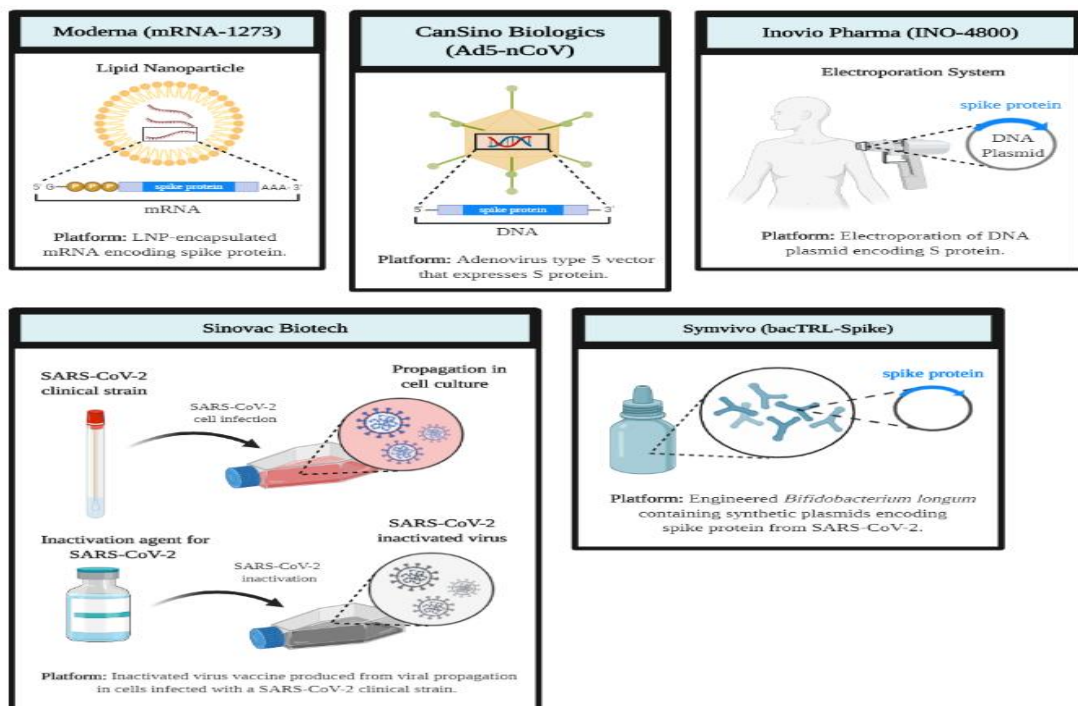 Moderna (mRNA-1273)
Lipid Nanoparticle
5' G P P P spike protein AAA- 3'
mRNA
Platform: LNP-encapsulated
mRNA encoding spike protein.
CanSino Biologics
(Ad5-nCoV)
5' spike protein 3'
DNA
Platform: Adenovirus type 5 vector
that expresses S protein.
Inovio Pharma (INO-4800)
Electroporation System
spike protein
DNA
Plasmid
Platform: Electroporation of DNA
plasmid encoding S protein.
Sinovac Biotech
SARS-CoV-2
clinical strain
SARS-CoV-2
cell infection
Propagation in
cell culture
Inactivation agent for
SARS-CoV-2
SARS-CoV-2
inactivation
SARS-CoV-2
inactivated virus
Platform: Inactivated virus vaccine produced from viral propagation
in cells infected with a SARS-CoV-2 clinical strain.
Symvivo (bacTRL-Spike)
spike protein
Platform: Engineered Bifidobacterium longum
containing synthetic plasmids encoding
spike protein from SARS-CoV-2.